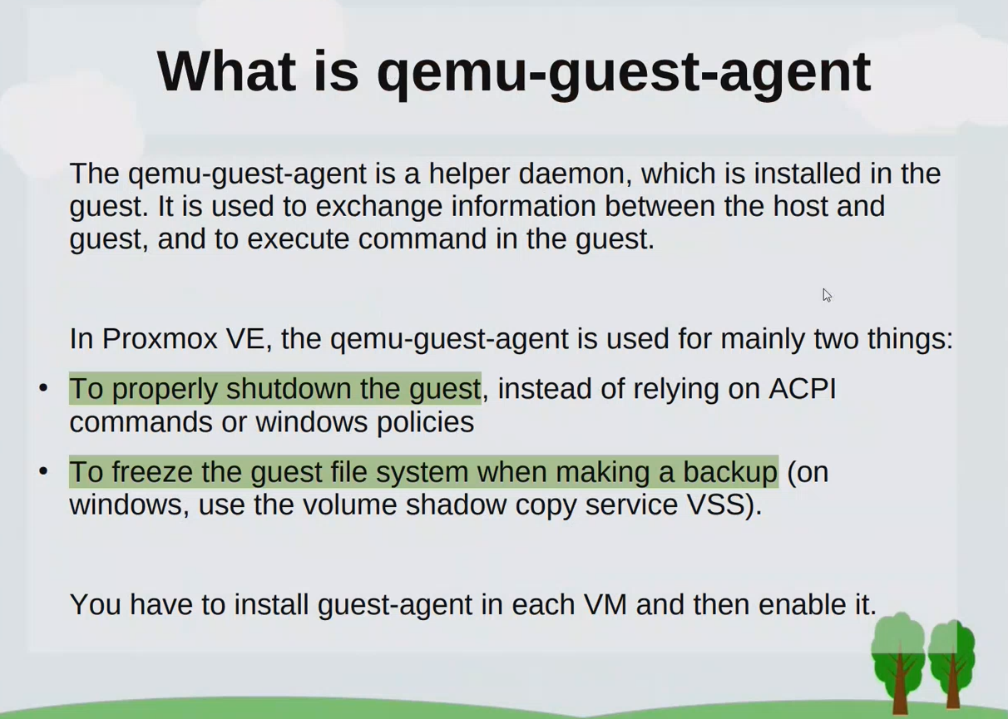 What is qemu-guest-agent
The qemu-guest-agent is a helper daemon, which is installed in the
guest. It is used to exchange information between the host and
guest, and to execute command in the guest.
In Proxmox VE, the qemu-guest-agent is used for mainly two things:
• To properly shutdown the guest, instead of relying on ACPI
commands or windows policies
• To freeze the guest file system when making a backup (on
windows, use the volume shadow copy service VSS).
You have to install guest-agent in each VM and then enable it.